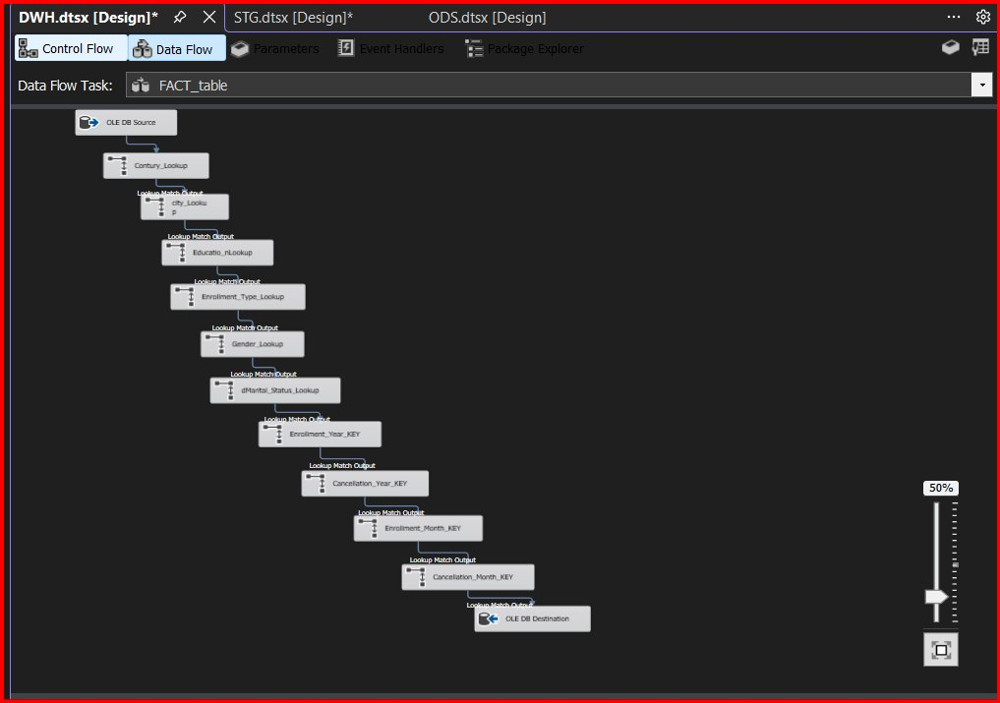 DWH.dtsx [Design]*
STG.dtsx [Design]*
ODS.dtsx [Design]
Control Flow
Data Flow
Parameters
Event Handlers
Package Explorer
Data Flow Task:
FACT_table
OLE DB Source
Contury_Lookup
Lookup Match Output
city_Looku
p
Lookup Match Output
Educatio_nLookup
Lookup Match Output
Enrollment_Type_Lookup
Lookup Match Output
Gender_Lookup
Lookup Match Output
dMarital_Status_Lookup
Lookup Match Output
Enrollment_Year_KEY
Lookup Match Output
Cancellation_Year_KEY
50%
Lookup Match Output
Enrollment_Month_KEY
Lookup Match Output
Cancellation_Month_KEY
Lookup Match Output
OLE DB Destination